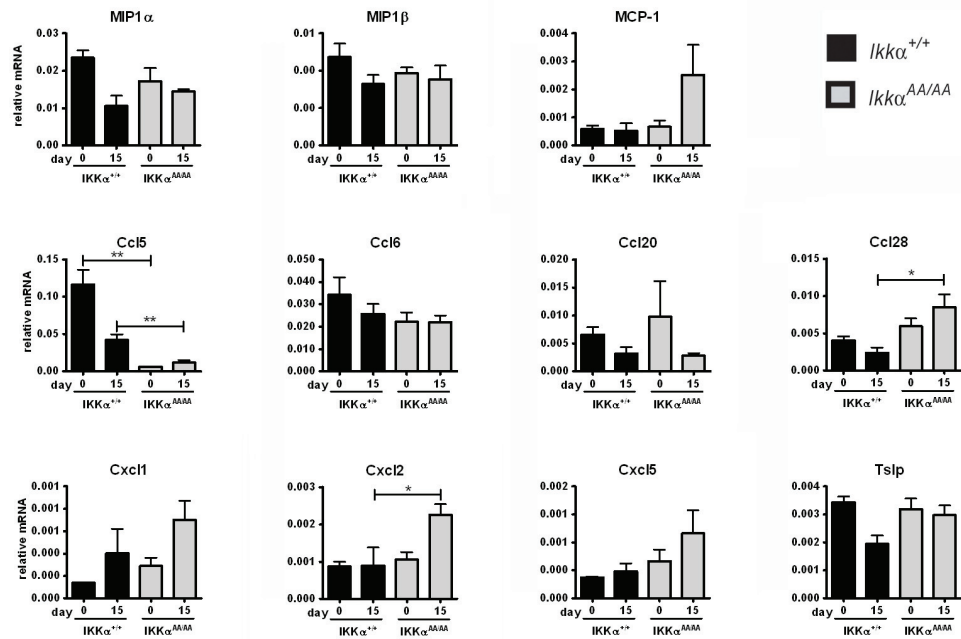 MIP1α
MIP1β
MCP-1
Ikkα+/+
IkkαAA/AA
relative mRNA
0.03
0.02
0.01
0.00
0.01
0.00
0.00
0.00
0.004
0.003
0.002
0.001
0.000
day 0 15 0 15
IKKα+/+ IKKαAA/AA
day 0 15 0 15
IKKα+/+ IKKαAA/AA
day 0 15 0 15
IKKα+/+ IKKαAA/AA
Ccl5
Ccl6
Ccl20
Ccl28
relative mRNA
0.15
0.10
0.05
0.00
**
**
0.050
0.040
0.030
0.020
0.010
0.000
0.020
0.015
0.010
0.005
0.000
0.015
0.010
0.005
0.000
*
day 0 15 0 15
IKKα+/+ IKKαAA/AA
day 0 15 0 15
IKKα+/+ IKKαAA/AA
day 0 15 0 15
IKKα+/+ IKKαAA/AA
day 0 15 0 15
IKKα+/+ IKKαAA/AA
Cxcl1
Cxcl2
Cxcl5
Tslp
relative mRNA
0.001
0.001
0.001
0.000
0.000
0.000
0.003
0.002
0.001
0.000
*
0.002
0.001
0.000
0.000
0.004
0.003
0.002
0.001
0.000
day 0 15 0 15
IKKα+/+ IKKαAA/AA
day 0 15 0 15
IKKα+/+ IKKαAA/AA
day 0 15 0 15
IKKα+/+ IKKαAA/AA
day 0 15 0 15
IKKα+/+ IKKαAA/AA